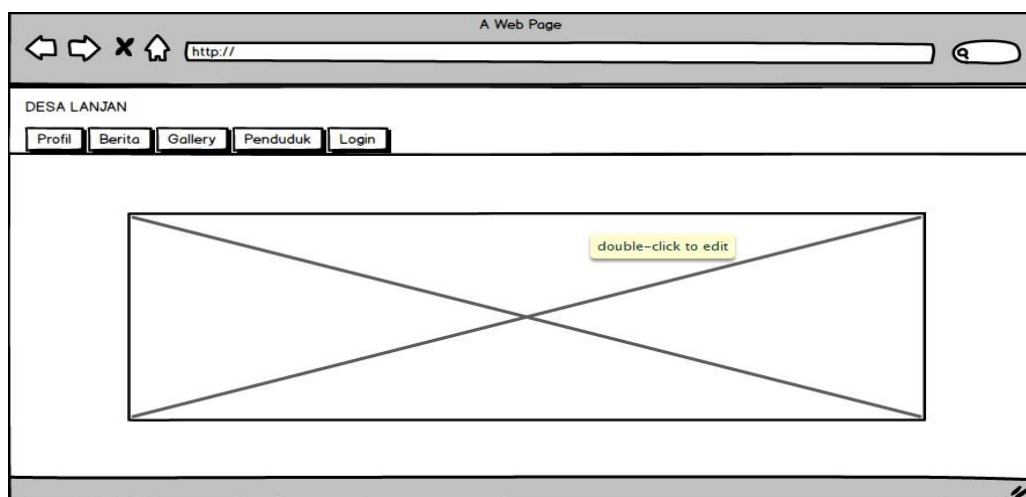 A Web Page
http://
DESA LANJAN
Profil Berita Gallery Penduduk Login
double-click to edit